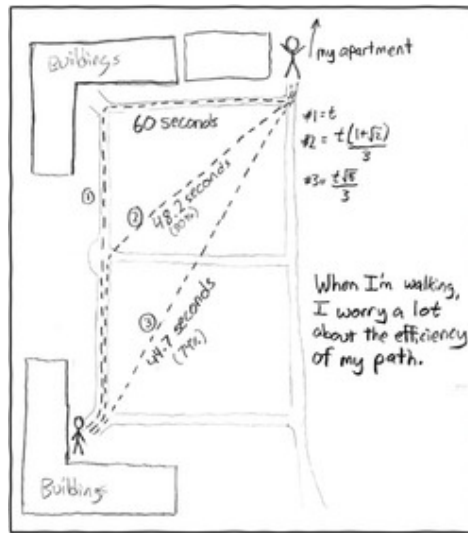 Buildings
my apartment
60 seconds
#1 = t
#2 = t(1+√2)/3
#3 = t√5/3
①
②
48.2 seconds
(80%)
③
44.7 seconds
(74%)
When I'm walking,
I worry a lot
about the efficiency
of my path.
Buildings